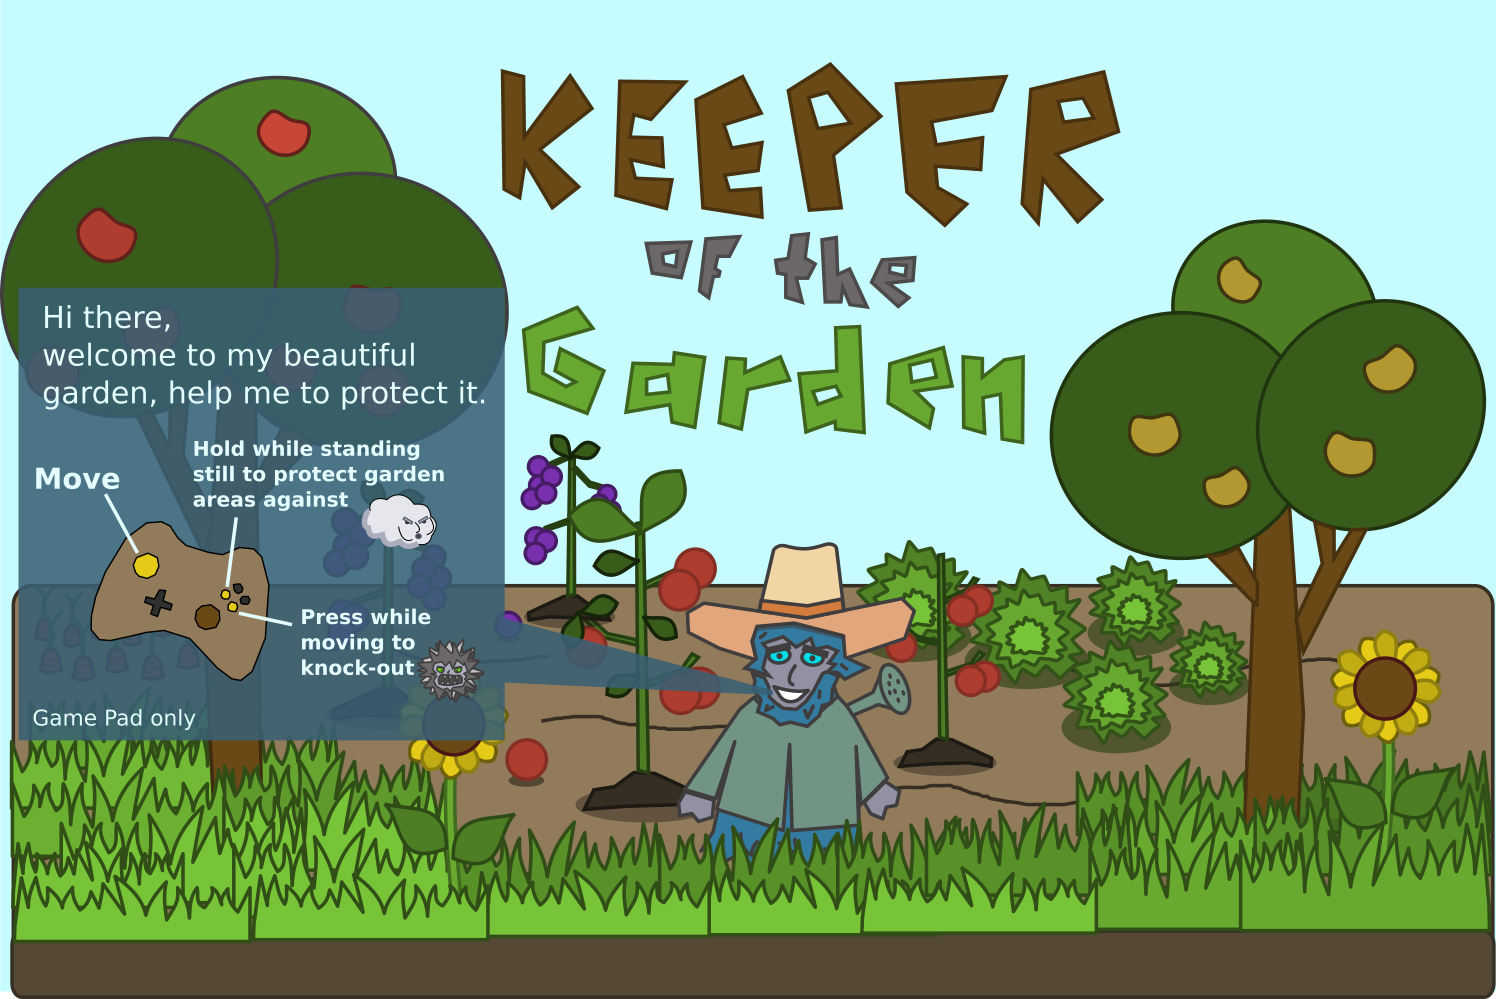 KEEPER
of the
Garden
Hi there,
welcome to my beautiful
garden, help me to protect it.
Hold while standing
still to protect garden
areas against
Move
Press while
moving to
knock-out
Game Pad only